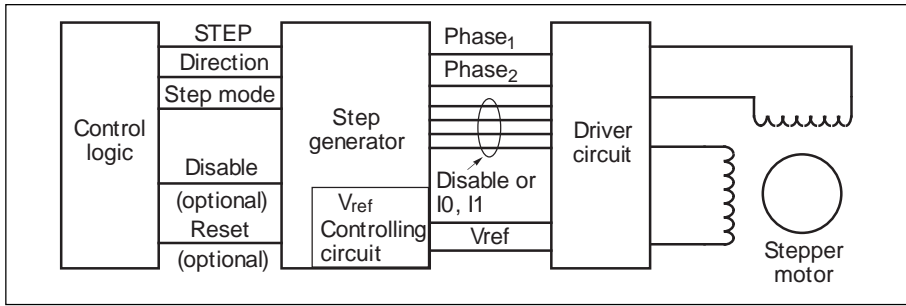 STEP
Direction
Step mode
Control
logic
Disable
(optional)
Reset
(optional)
Step
generator
Vref
Controlling
circuit
Phase1
Phase2
Disable or
I0, I1
Vref
Driver
circuit
Stepper
motor